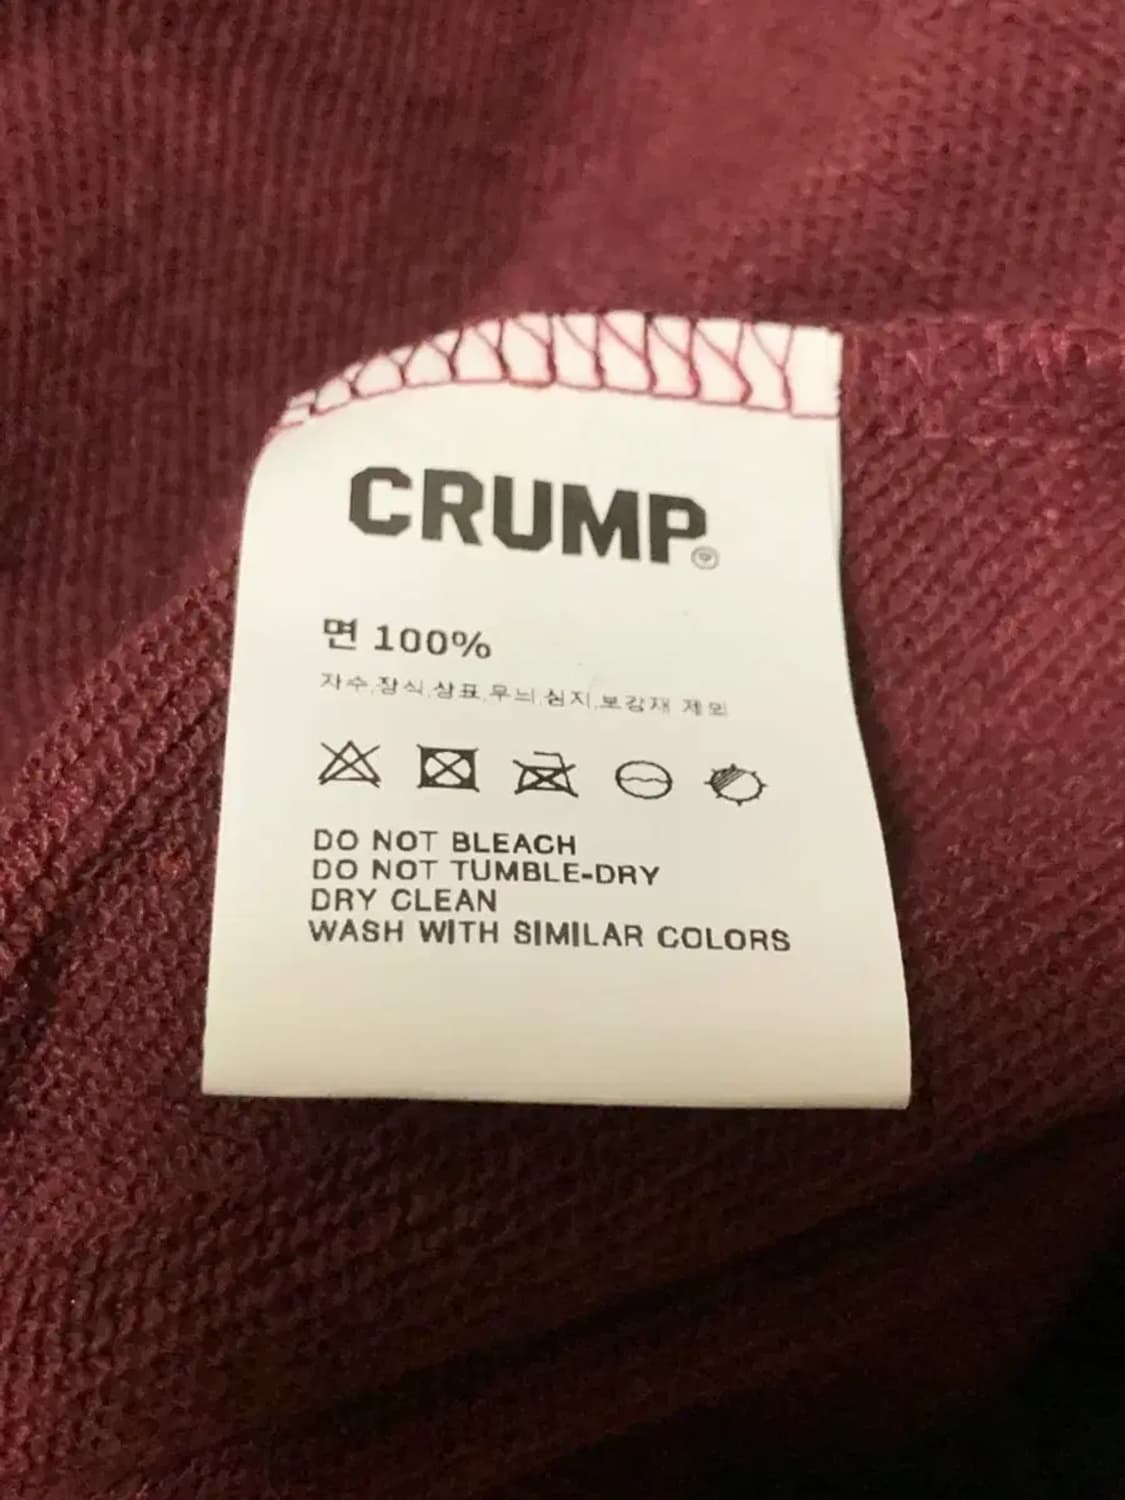 CRUMP®
면 100%
자수,장식,상표,무늬,심지,보강재 제외
DO NOT BLEACH
DO NOT TUMBLE-DRY
DRY CLEAN
WASH WITH SIMILAR COLORS